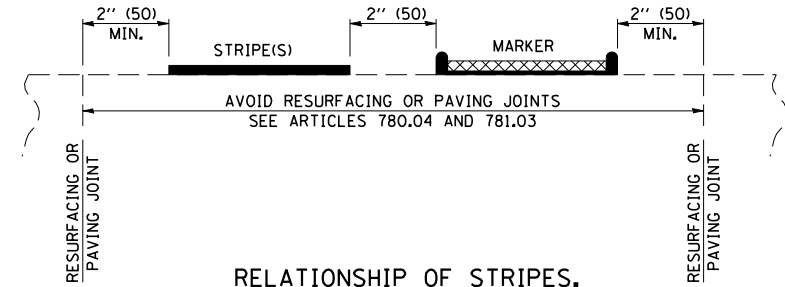 2'' (50)
MIN.
2'' (50)
2'' (50)
MIN.
STRIPE(S)
MARKER
AVOID RESURFACING OR PAVING JOINTS
SEE ARTICLES 780.04 AND 781.03
RESURFACING OR
PAVING JOINT
RESURFACING OR
PAVING JOINT
RELATIONSHIP OF STRIPES.